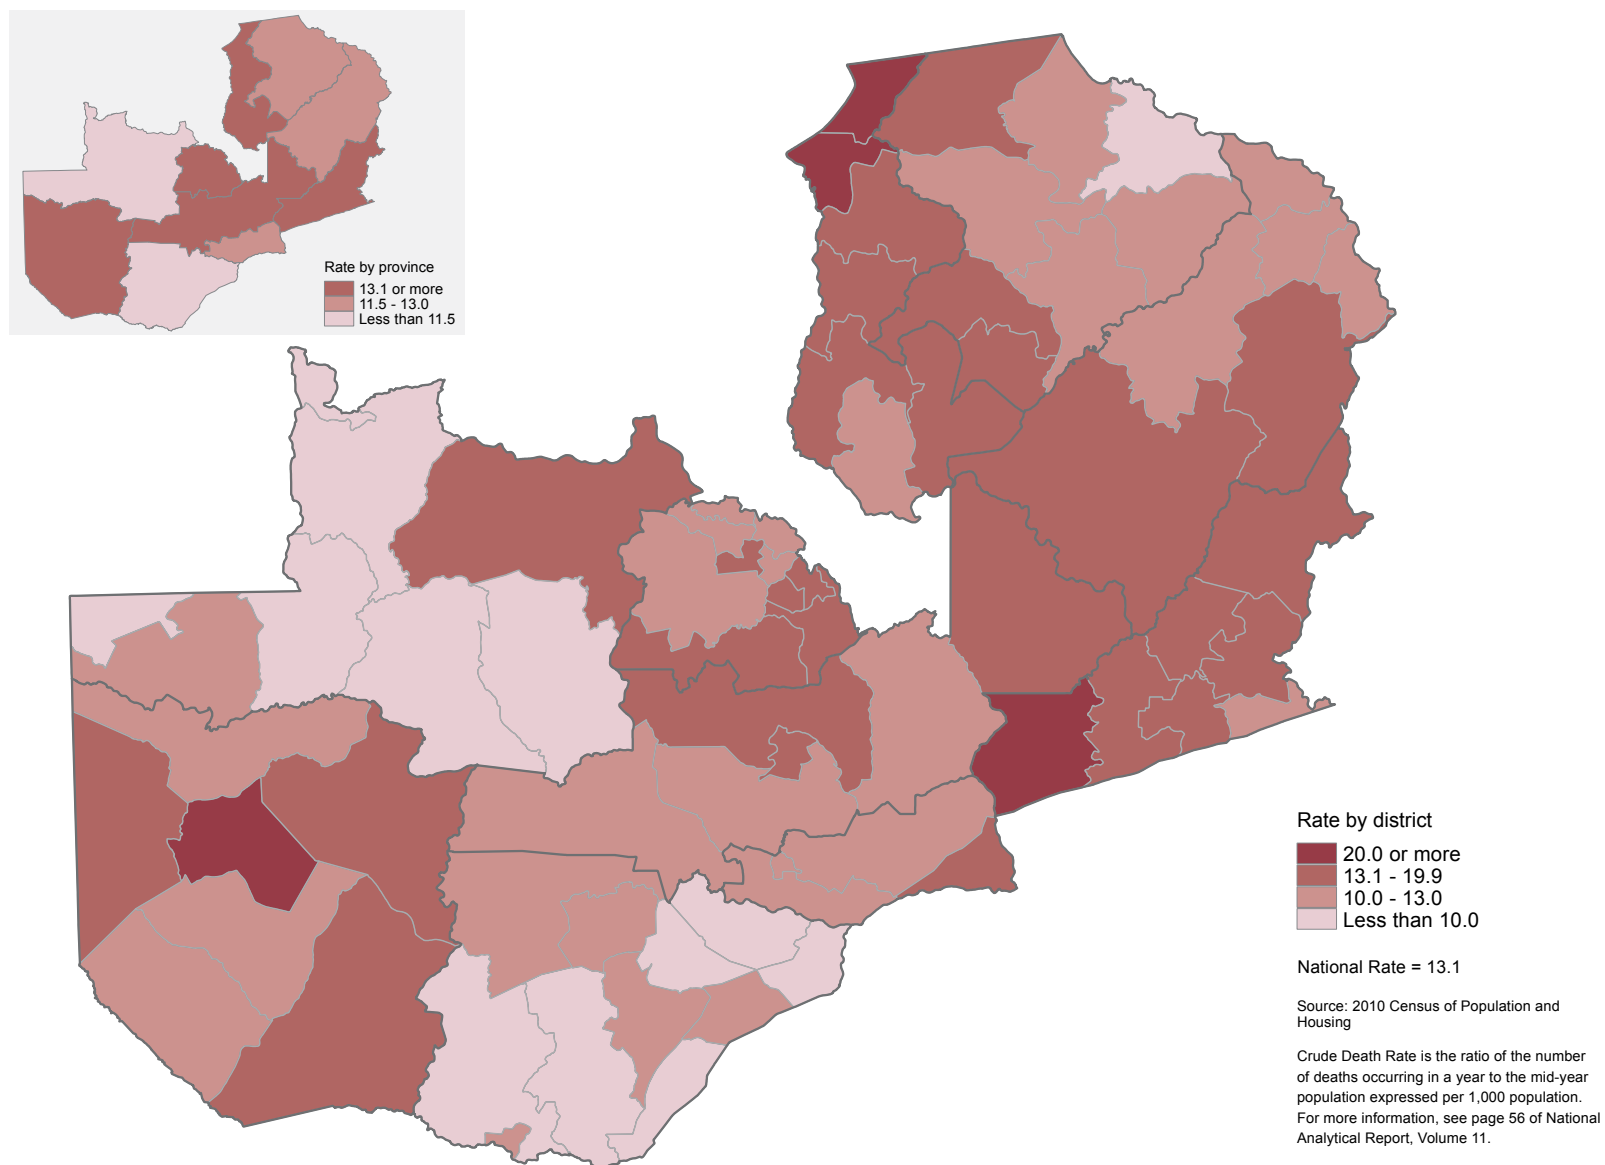 Rate by province
13.1 or more
11.5 - 13.0
Less than 11.5
Rate by district
20.0 or more
13.1 - 19.9
10.0 - 13.0
Less than 10.0
National Rate = 13.1
Source: 2010 Census of Population and
Housing
Crude Death Rate is the ratio of the number
of deaths occurring in a year to the mid-year
population expressed per 1,000 population.
For more information, see page 56 of National
Analytical Report, Volume 11.